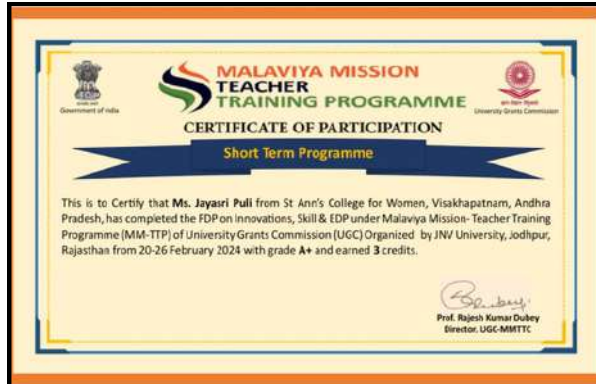 Government of India
MALAVIYA MISSION
TEACHER
TRAINING PROGRAMME
University Grants Commission
CERTIFICATE OF PARTICIPATION
Short Term Programme
This is to Certify that Ms. Jayasri Puli from St Ann's College for Women, Visakhapatnam, Andhra
Pradesh, has completed the FDP on Innovations, Skill & EDP under Malaviya Mission- Teacher Training
Programme (MM-TTP) of University Grants Commission (UGC) Organized by JNV University, Jodhpur,
Rajasthan from 20-26 February 2024 with grade A+ and earned 3 credits.
Prof. Rajesh Kumar Dubey
Director, UGC-MMTTC